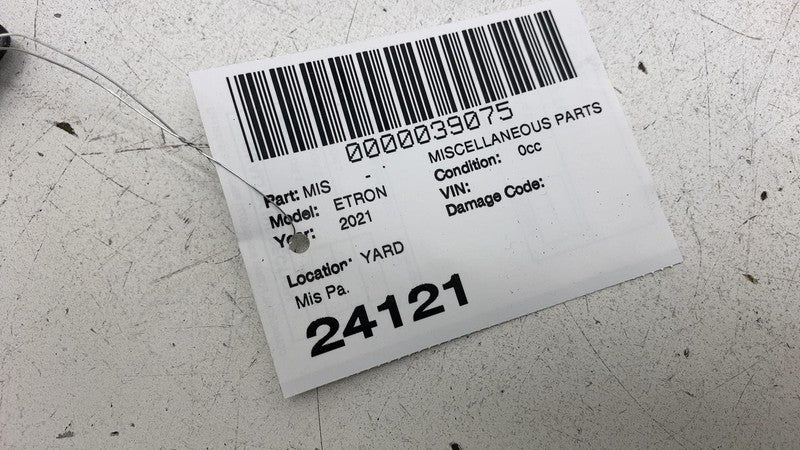 0000039075
Part: MIS - MISCELLANEOUS PARTS
Model: ETRON Condition: 0cc
Year: 2021 VIN:
Damage Code:
Location: YARD
Mis Pa.
24121